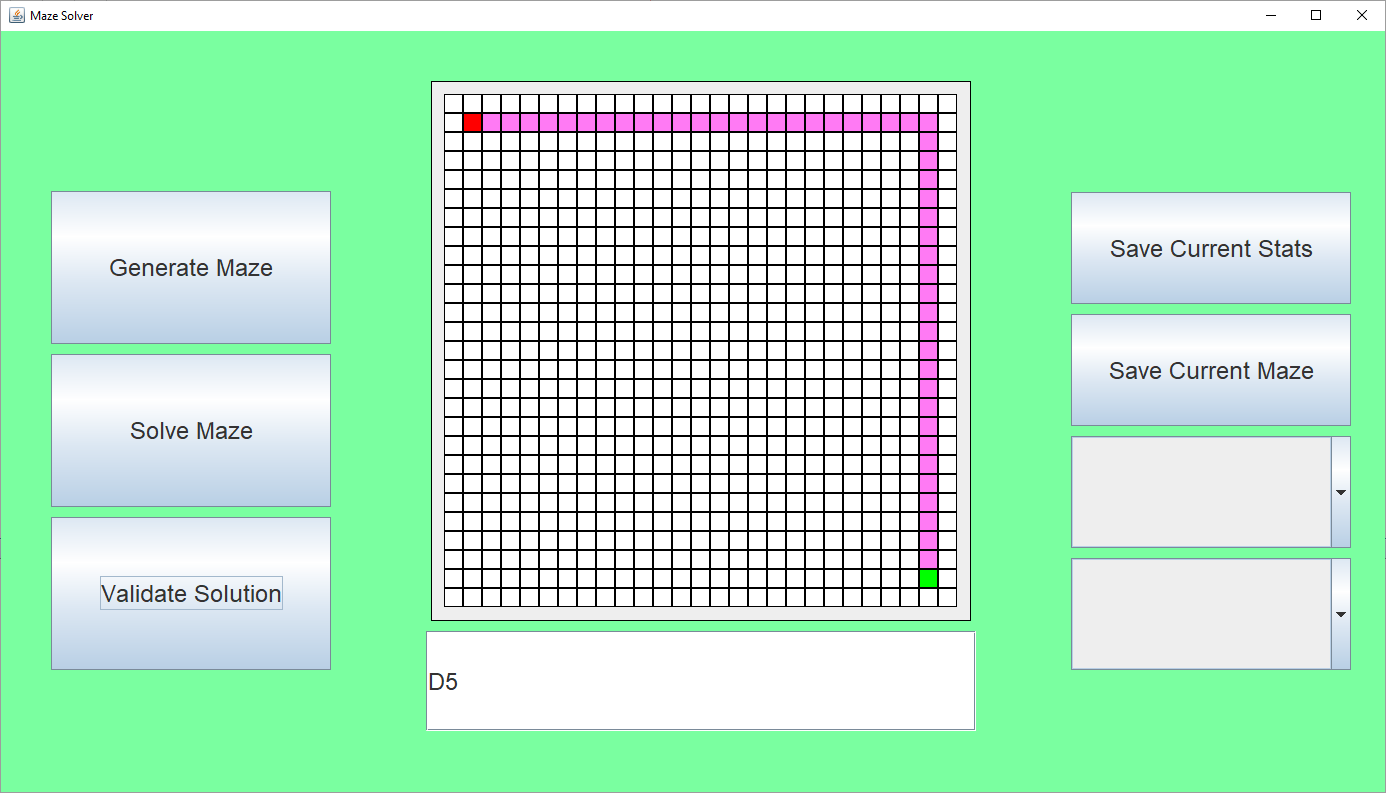 Maze Solver
Generate Maze
Solve Maze
Validate Solution
D5
Save Current Stats
Save Current Maze